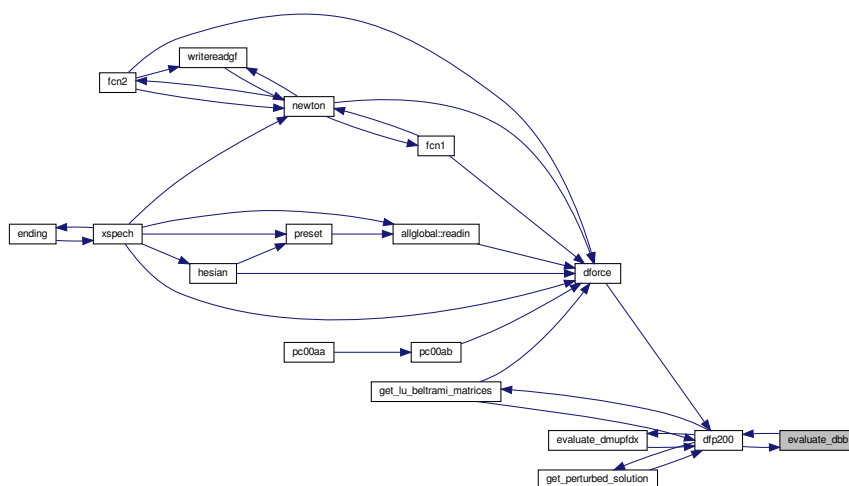 writereadgf
fcn2
newton
fcn1
ending
xspech
preset
allglobal::readin
hesian
dforce
pc00aa
pc00ab
get_lu_beltrami_matrices
evaluate_dmupfdx
dfp200
evaluate_dbb
get_perturbed_solution